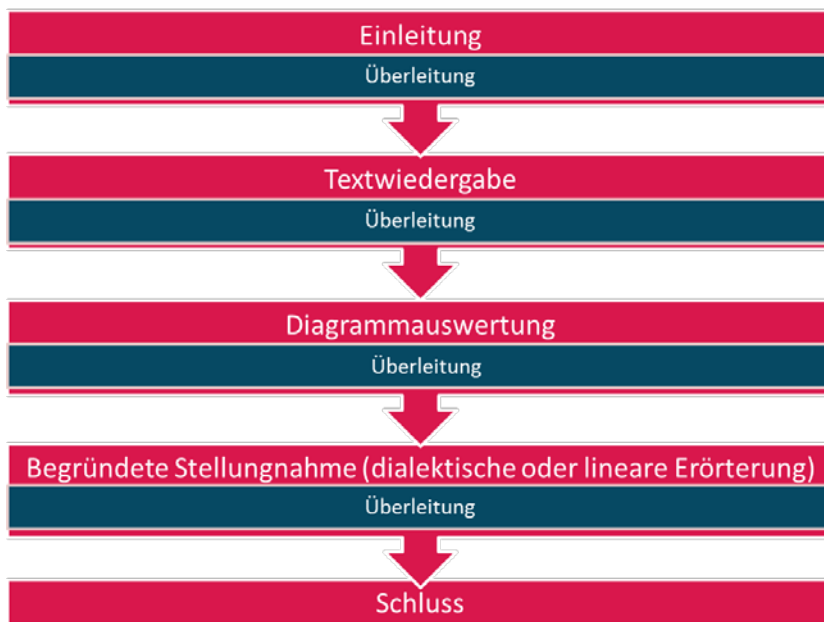 Einleitung
Überleitung
Textwiedergabe
Überleitung
Diagrammauswertung
Überleitung
Begründete Stellungnahme (dialektische oder lineare Erörterung)
Überleitung
Schluss